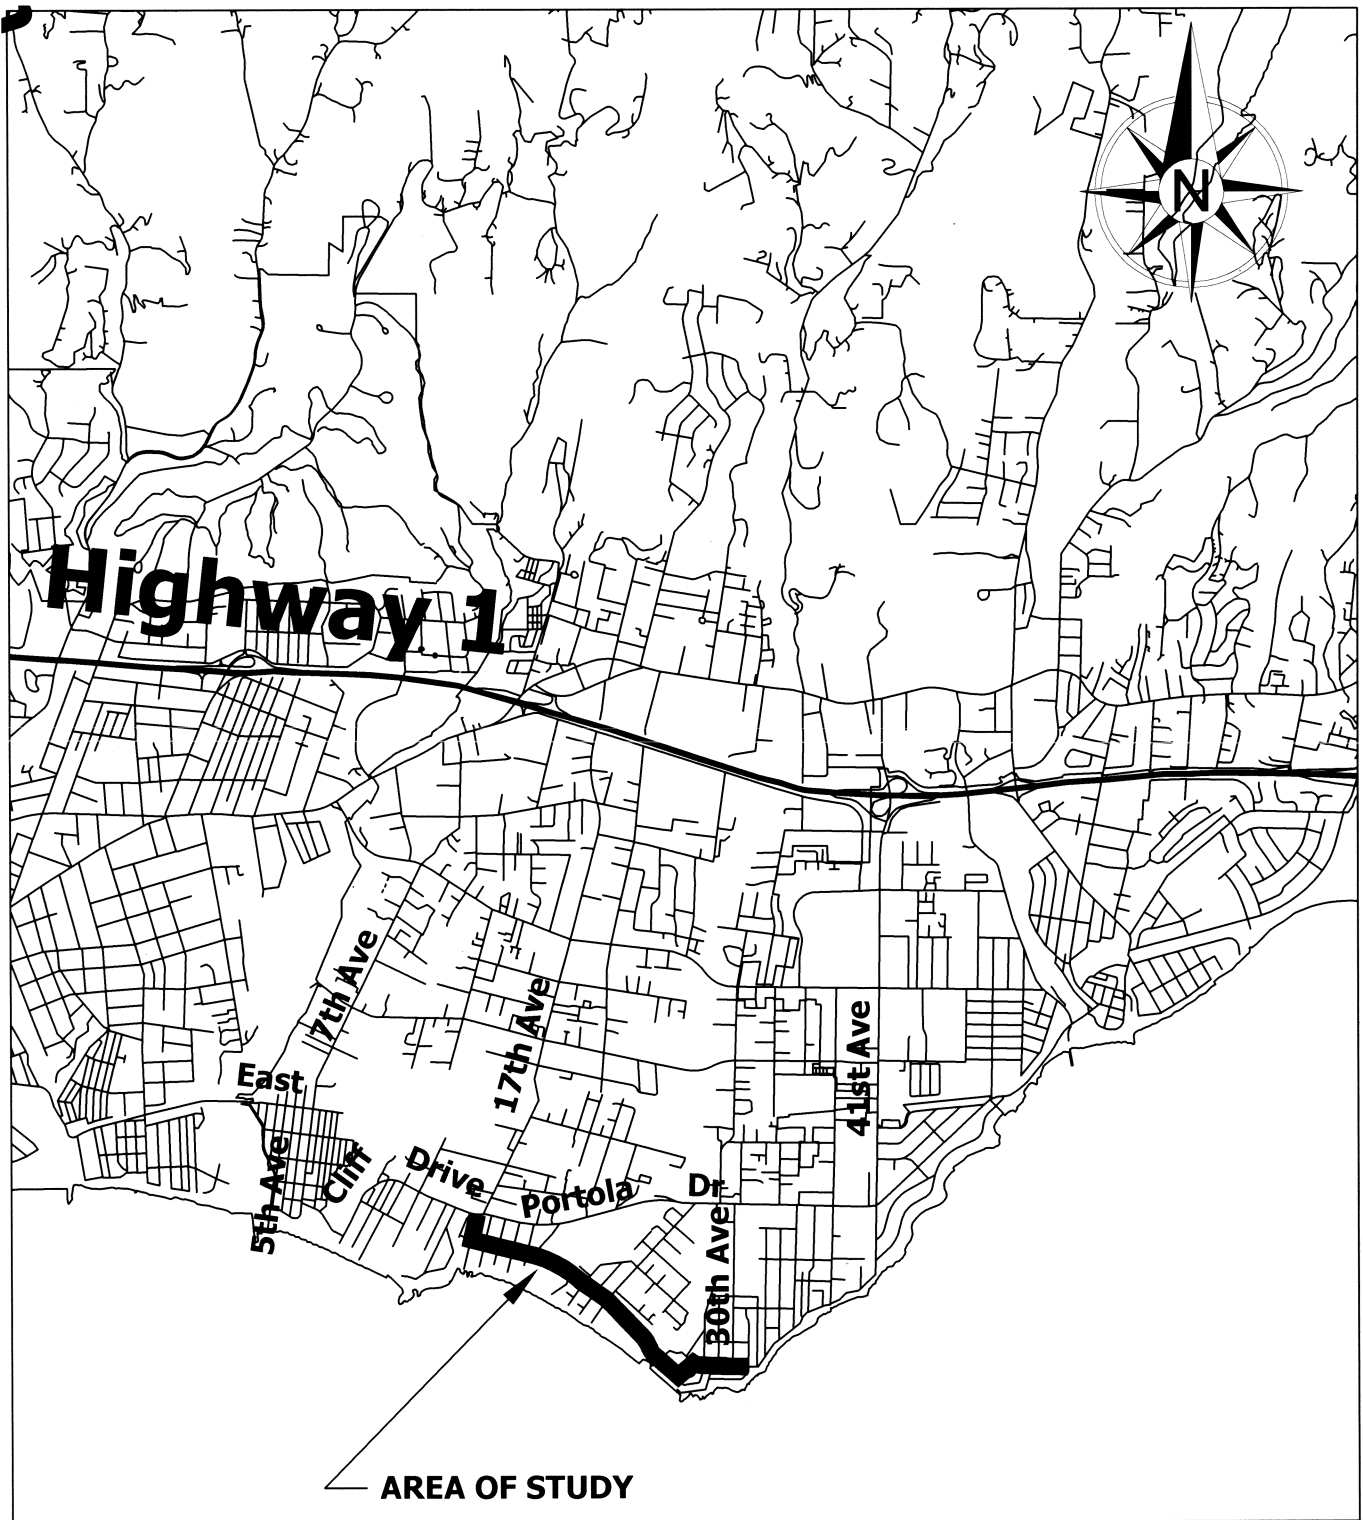 N
Highway 1
7th Ave
17th Ave
41st Ave
East
Cliff
Drive
Portola
Dr
5th Ave
30th Ave
AREA OF STUDY